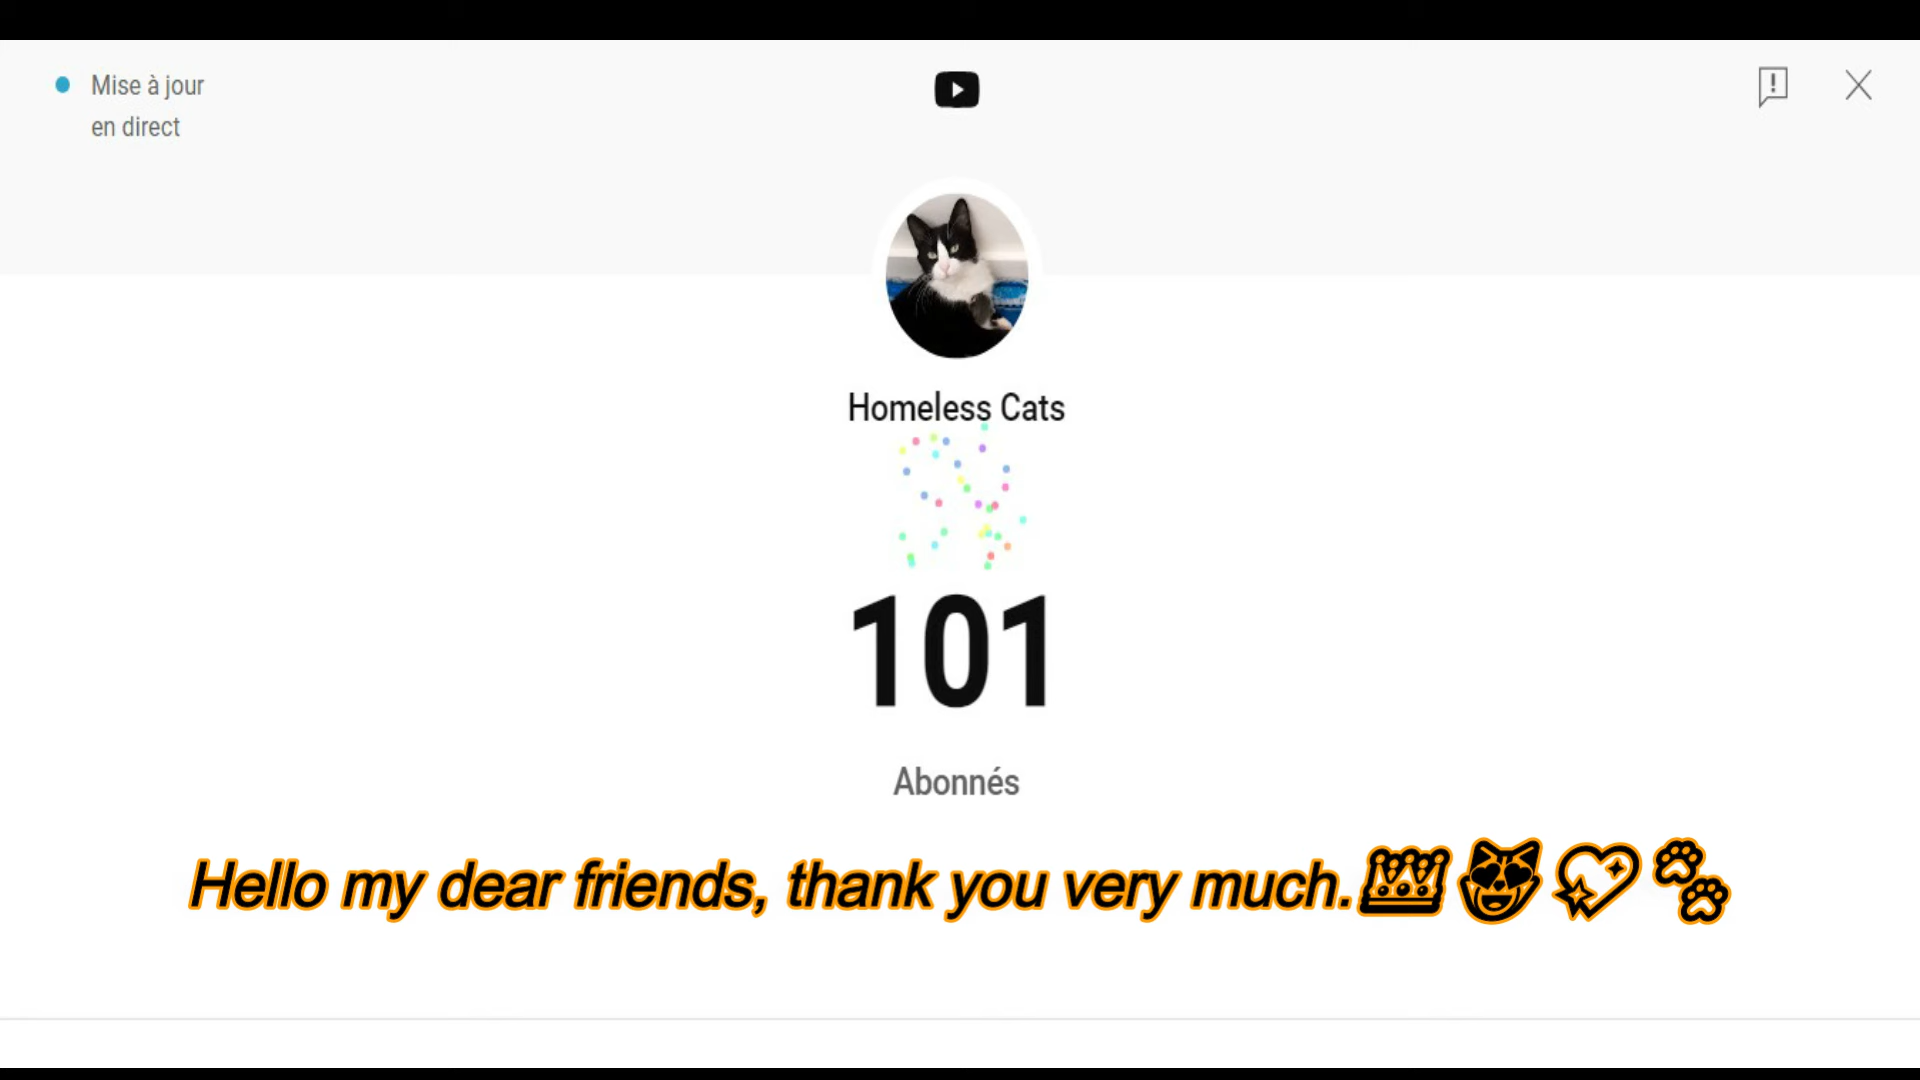 Mise à jour
en direct
Homeless Cats
101
Abonnés
Hello my dear friends, thank you very much.👑😻💖🐾